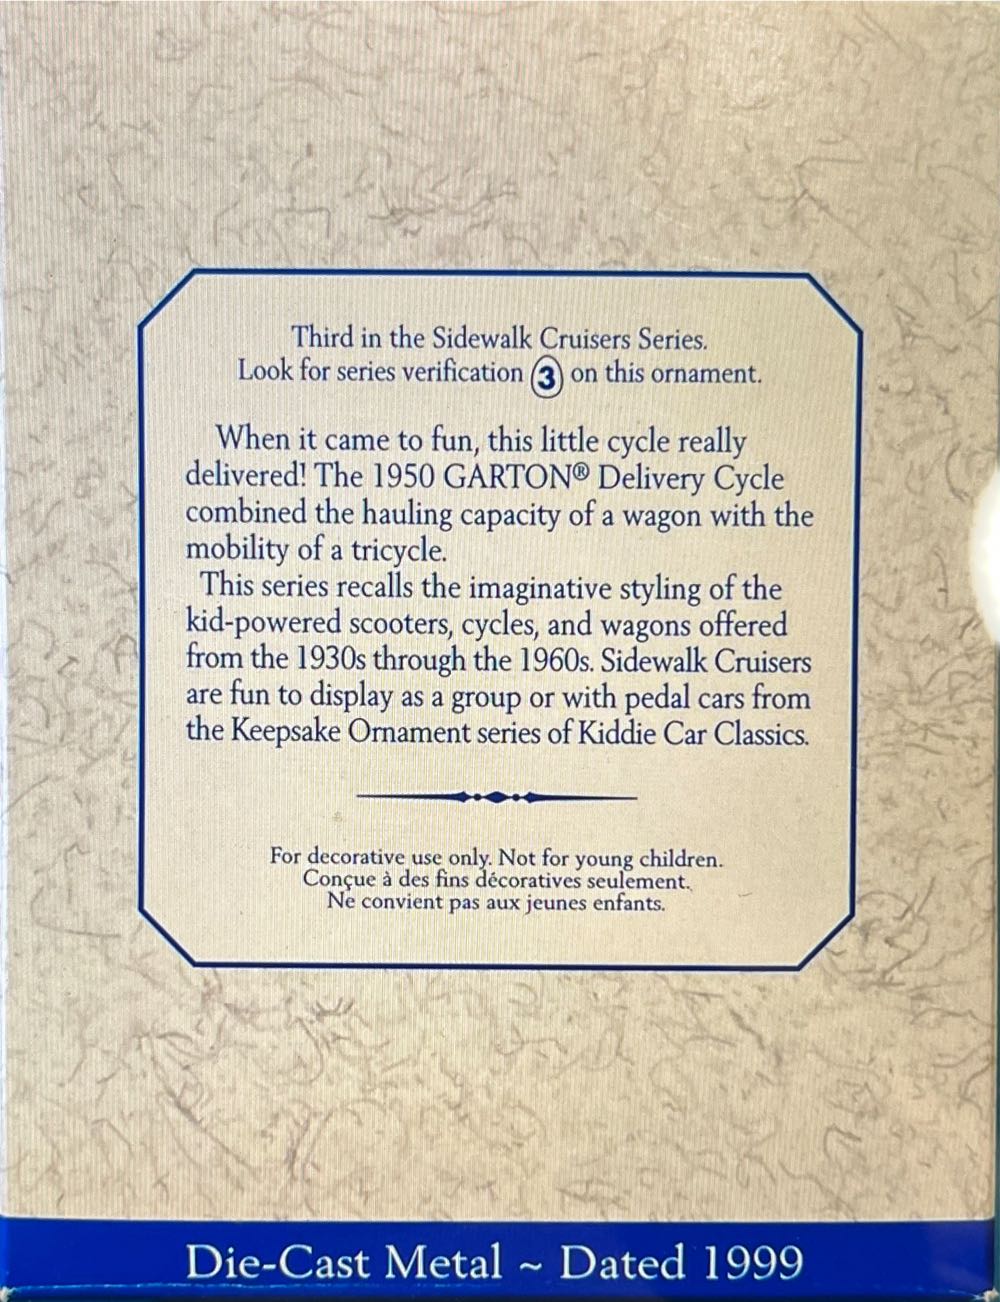 Third in the Sidewalk Cruisers Series.
Look for series verification 3 on this ornament.
When it came to fun, this little cycle really
delivered! The 1950 GARTON® Delivery Cycle
combined the hauling capacity of a wagon with the
mobility of a tricycle.
This series recalls the imaginative styling of the
kid-powered scooters, cycles, and wagons offered
from the 1930s through the 1960s. Sidewalk Cruisers
are fun to display as a group or with pedal cars from
the Keepsake Ornament series of Kiddie Car Classics.
For decorative use only. Not for young children.
Conçue à des fins décoratives seulement.
Ne convient pas aux jeunes enfants.
Die-Cast Metal ~ Dated 1999